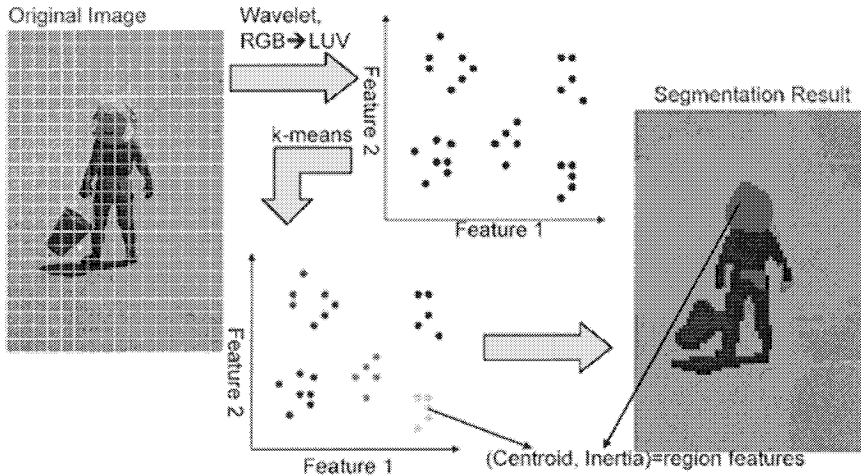 Original Image
Wavelet,
RGB➔LUV
Feature 2
Feature 1
k-means
Segmentation Result
Feature 2
Feature 1
(Centroid, Inertia)=region features